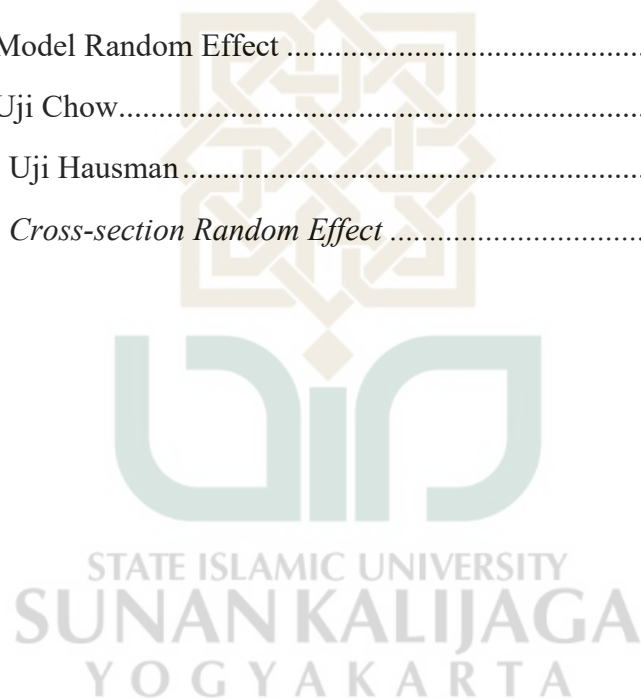 Model Random Effect ..............................................
Uji Chow...................................................................
Uji Hausman............................................................
Cross-section Random Effect .................................
STATE ISLAMIC UNIVERSITY
SUNAN KALIJAGA
YOGYAKARTA